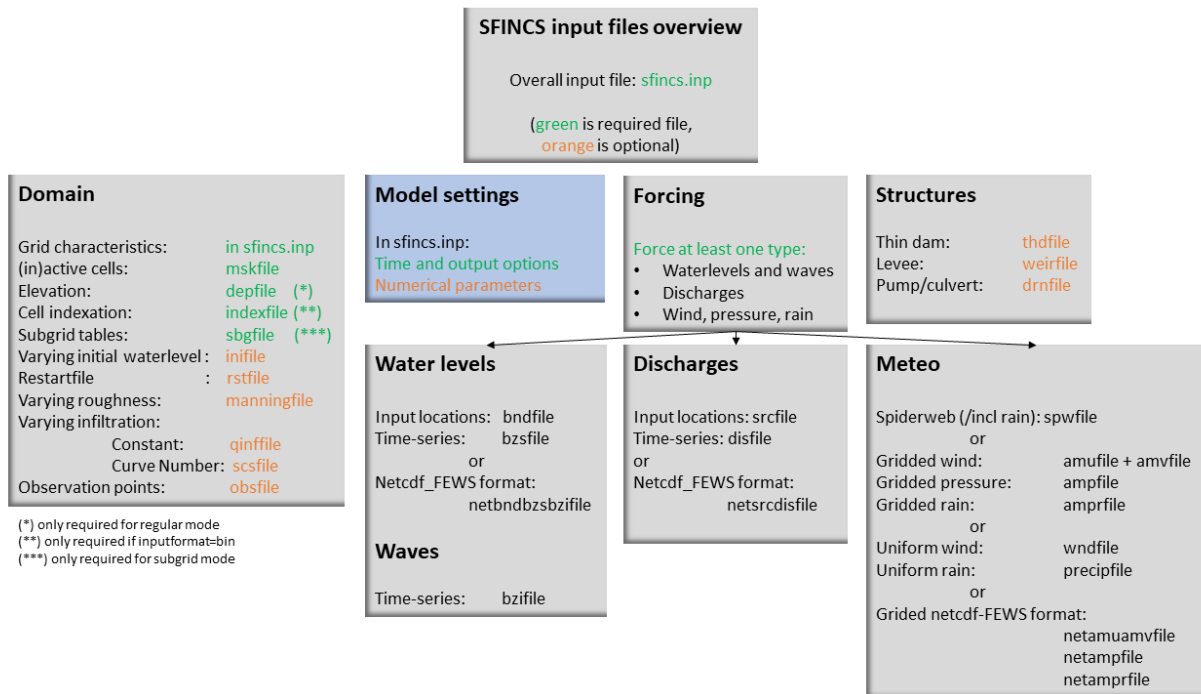 SFINCS input files overview
Overall input file: sfincs.inp
(green is required file,
orange is optional)
Domain
Grid characteristics: in sfincs.inp
(in)active cells: mskfile
Elevation: depfile (*)
Cell indexation: indexfile (**)
Subgrid tables: sbgfile (***)
Varying initial waterlevel : inifile
Restartfile : rstfile
Varying roughness: manningfile
Varying infiltration:
Constant: qinffile
Curve Number: scsfile
Observation points: obsfile
(*) only required for regular mode
(**) only required if inputformat=bin
(***) only required for subgrid mode
Model settings
In sfincs.inp:
Time and output options
Numerical parameters
Forcing
Force at least one type:
• Waterlevels and waves
• Discharges
• Wind, pressure, rain
Structures
Thin dam: thdfile
Levee: weirfile
Pump/culvert: drnfile
Water levels
Input locations: bndfile
Time-series: bzsfile
or
Netcdf_FEWS format:
netbndbzsbzifile
Waves
Time-series: bzifile
Discharges
Input locations: srcfile
Time-series: disfile
or
Netcdf_FEWS format:
netsrcdisfile
Meteo
Spiderweb (/incl rain): spwfile
or
Gridded wind: amufile + amvfile
Gridded pressure: ampfile
Gridded rain: amprfile
or
Uniform wind: wndfile
Uniform rain: precipfile
or
Grided netcdf-FEWS format:
netamuamvfile
netampfile
netamprfile